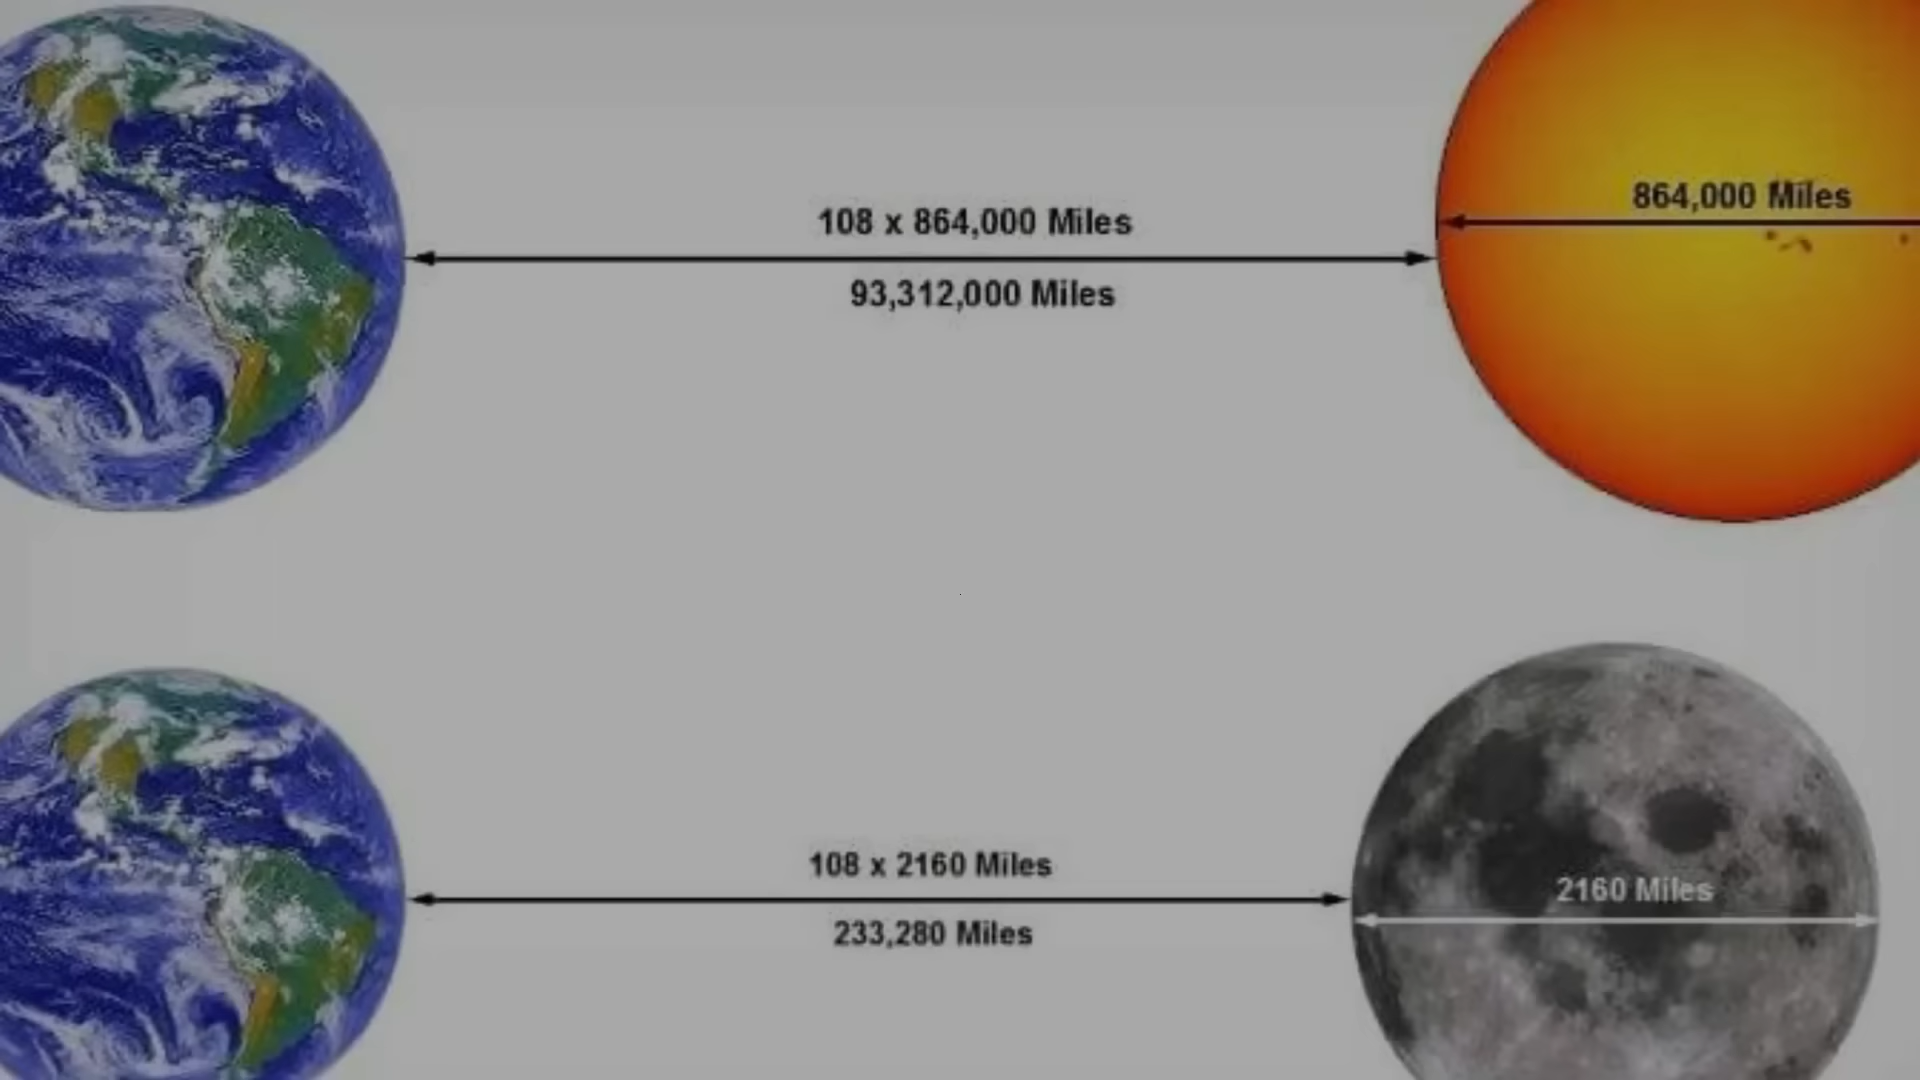 864,000 Miles
108 x 864,000 Miles
93,312,000 Miles
108 x 2160 Miles
2160 Miles
233,280 Miles